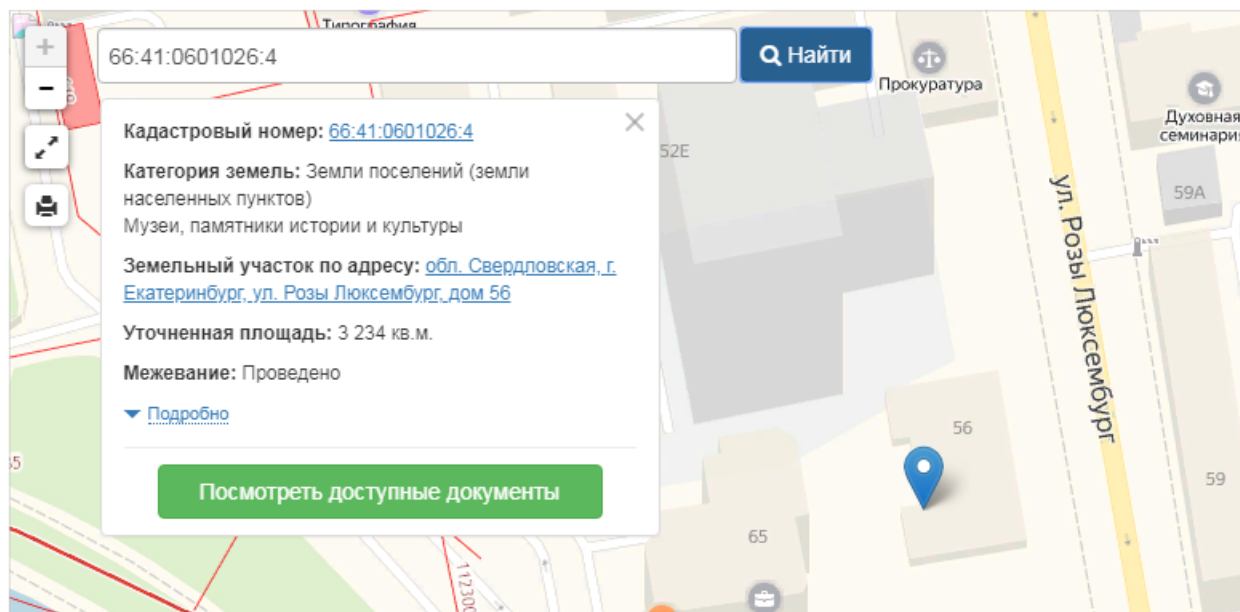 Типография
+
66:41:0601026:4
Найти
−
Прокуратура
Духовная
семинария
Кадастровый номер: 66:41:0601026:4
Категория земель: Земли поселений (земли
населенных пунктов)
Музеи, памятники истории и культуры
Земельный участок по адресу: обл. Свердловская, г.
Екатеринбург, ул. Розы Люксембург, дом 56
Уточненная площадь: 3 234 кв.м.
Межевание: Проведено
Подробно
Посмотреть доступные документы
52Е
59А
ул. Розы Люксембург
56
59
65